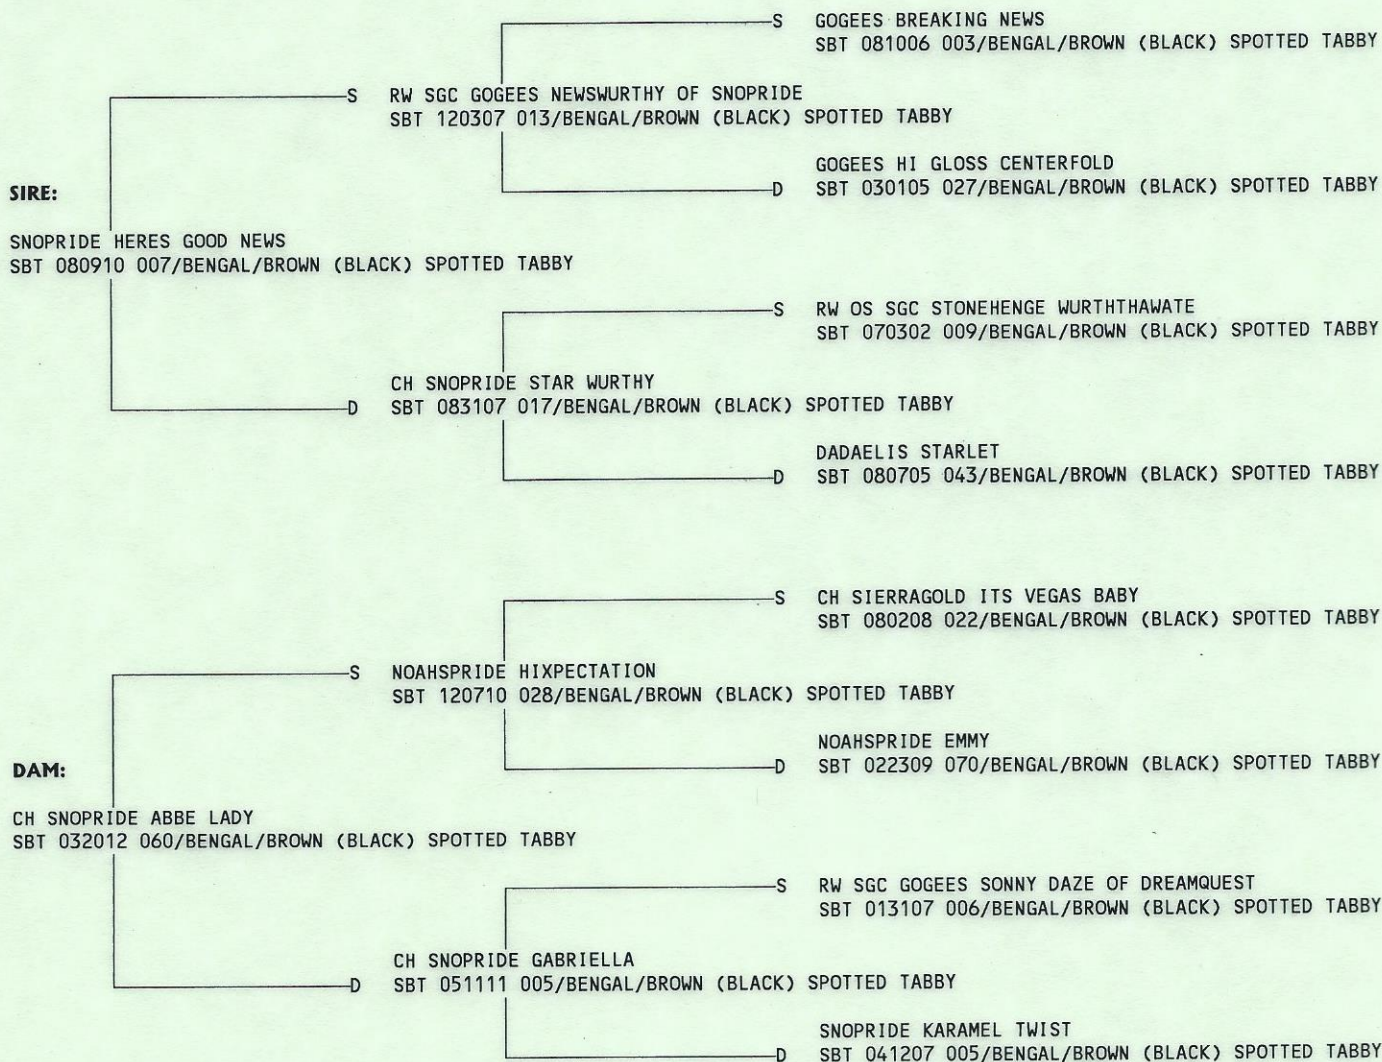 S GOGEES BREAKING NEWS
SBT 081006 003/BENGAL/BROWN (BLACK) SPOTTED TABBY
S RW SGC GOGEES NEWSWURTHY OF SNOPRIDE
SBT 120307 013/BENGAL/BROWN (BLACK) SPOTTED TABBY
GOGEES HI GLOSS CENTERFOLD
D SBT 030105 027/BENGAL/BROWN (BLACK) SPOTTED TABBY
SIRE:
SNOPRIDE HERES GOOD NEWS
SBT 080910 007/BENGAL/BROWN (BLACK) SPOTTED TABBY
S RW OS SGC STONEHENGE WURTHTHAWATE
SBT 070302 009/BENGAL/BROWN (BLACK) SPOTTED TABBY
CH SNOPRIDE STAR WURTHY
D SBT 083107 017/BENGAL/BROWN (BLACK) SPOTTED TABBY
DADAELIS STARLET
D SBT 080705 043/BENGAL/BROWN (BLACK) SPOTTED TABBY
S CH SIERRAGOLD ITS VEGAS BABY
SBT 080208 022/BENGAL/BROWN (BLACK) SPOTTED TABBY
S NOAHSPRIDE HIXPECTATION
SBT 120710 028/BENGAL/BROWN (BLACK) SPOTTED TABBY
NOAHSPRIDE EMMY
D SBT 022309 070/BENGAL/BROWN (BLACK) SPOTTED TABBY
DAM:
CH SNOPRIDE ABBE LADY
SBT 032012 060/BENGAL/BROWN (BLACK) SPOTTED TABBY
S RW SGC GOGEES SONNY DAZE OF DREAMQUEST
SBT 013107 006/BENGAL/BROWN (BLACK) SPOTTED TABBY
CH SNOPRIDE GABRIELLA
D SBT 051111 005/BENGAL/BROWN (BLACK) SPOTTED TABBY
SNOPRIDE KARAMEL TWIST
D SBT 041207 005/BENGAL/BROWN (BLACK) SPOTTED TABBY